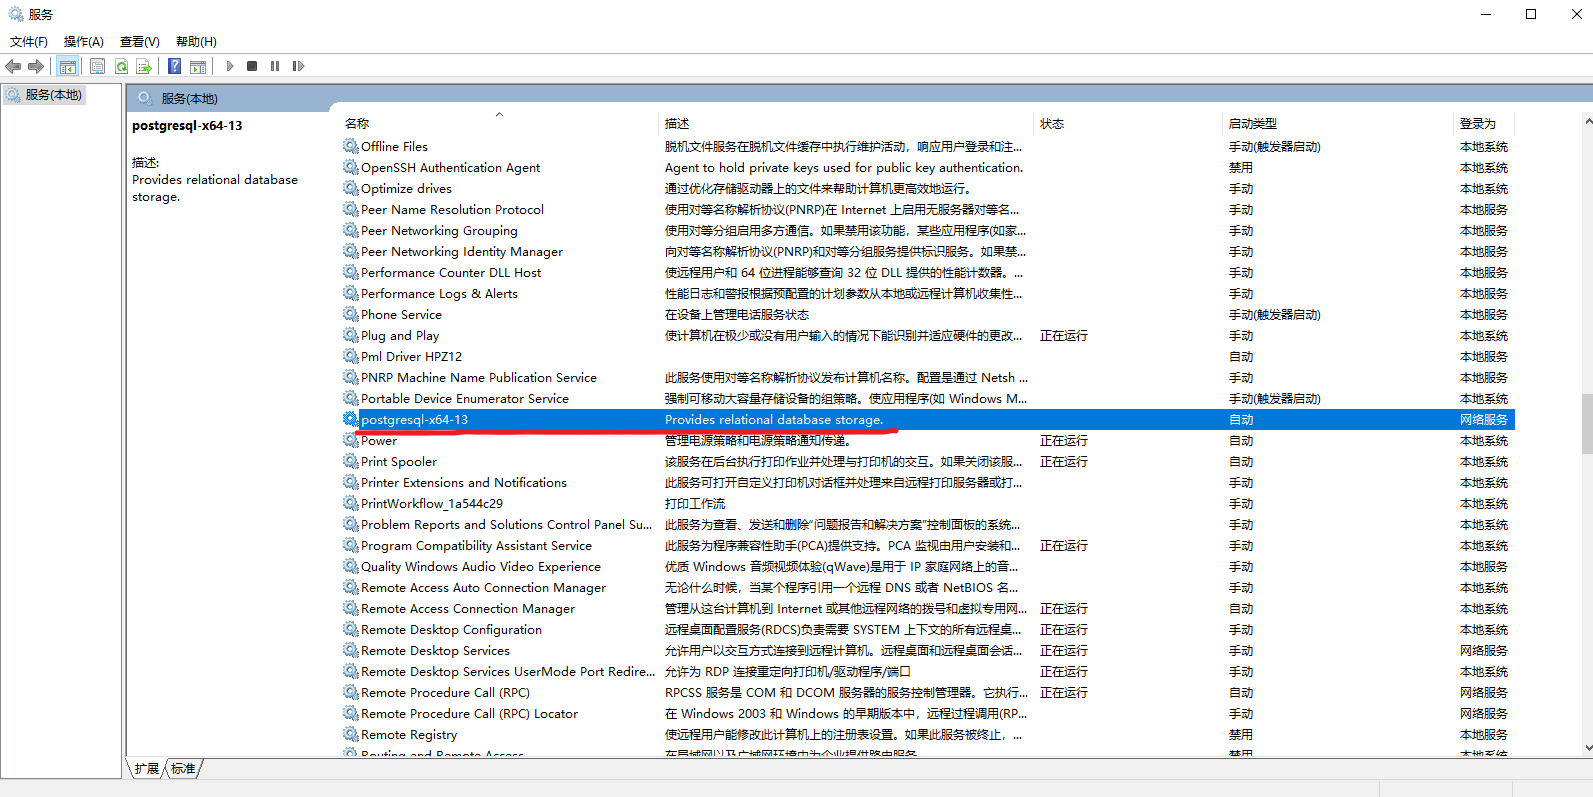 服务
文件(F) 操作(A) 查看(V) 帮助(H)
服务(本地)
服务(本地)
postgresql-x64-13
描述:
Provides relational database
storage.
名称 描述 状态 启动类型 登录为
Offline Files 脱机文件服务在脱机文件缓存中执行维护活动，响应用户登录和注... 手动(触发器启动) 本地系统
OpenSSH Authentication Agent Agent to hold private keys used for public key authentication. 禁用 本地系统
Optimize drives 通过优化存储驱动器上的文件来帮助计算机更高效地运行。 手动 本地系统
Peer Name Resolution Protocol 使用对等名称解析协议(PNRP)在 Internet 上启用无服务器对等名... 手动 本地服务
Peer Networking Grouping 使用对等分组启用多方通信。如果禁用该功能，某些应用程序(如家... 手动 本地服务
Peer Networking Identity Manager 向对等名称解析协议(PNRP)和对等分组服务提供标识服务。如果禁... 手动 本地服务
Performance Counter DLL Host 使远程用户和 64 位进程能够查询 32 位 DLL 提供的性能计数器。... 手动 本地服务
Performance Logs & Alerts 性能日志和警报根据预配置的计划参数从本地或远程计算机收集性... 手动 本地服务
Phone Service 在设备上管理电话服务状态 手动(触发器启动) 本地服务
Plug and Play 使计算机在极少或没有用户输入的情况下能识别并适应硬件的更改... 正在运行 手动 本地系统
Pml Driver HPZ12 自动 本地服务
PNRP Machine Name Publication Service 此服务使用对等名称解析协议发布计算机名称。配置是通过 Netsh ... 手动 本地服务
Portable Device Enumerator Service 强制可移动大容量存储设备的组策略。使应用程序(如 Windows M... 手动(触发器启动) 本地系统
postgresql-x64-13 Provides relational database storage. 自动 网络服务
Power 管理电源策略和电源策略通知传递。 正在运行 自动 本地系统
Print Spooler 该服务在后台执行打印作业并处理与打印机的交互。如果关闭该服... 正在运行 自动 本地系统
Printer Extensions and Notifications 此服务可打开自定义打印机对话框并处理来自远程打印服务器或打... 手动 本地系统
PrintWorkflow_1a544c29 打印工作流 手动 本地系统
Problem Reports and Solutions Control Panel Su... 此服务为查看、发送和删除“问题报告和解决方案”控制面板的系统... 手动 本地系统
Program Compatibility Assistant Service 此服务为程序兼容性助手(PCA)提供支持。PCA 监视由用户安装和... 正在运行 手动 本地系统
Quality Windows Audio Video Experience 优质 Windows 音频视频体验(qWave)是用于 IP 家庭网络上的音... 手动 本地服务
Remote Access Auto Connection Manager 无论什么时候，当某个程序引用一个远程 DNS 或者 NetBIOS 名... 手动 本地系统
Remote Access Connection Manager 管理从这台计算机到 Internet 或其他远程网络的拨号和虚拟专用网... 正在运行 自动 本地系统
Remote Desktop Configuration 远程桌面配置服务(RDCS)负责需要 SYSTEM 上下文的所有远程桌... 正在运行 手动 本地系统
Remote Desktop Services 允许用户以交互方式连接到远程计算机。远程桌面和远程桌面会话... 正在运行 手动 网络服务
Remote Desktop Services UserMode Port Redire... 允许为 RDP 连接重定向打印机/驱动程序/端口 正在运行 手动 本地系统
Remote Procedure Call (RPC) RPCSS 服务是 COM 和 DCOM 服务器的服务控制管理器。它执行... 正在运行 自动 网络服务
Remote Procedure Call (RPC) Locator 在 Windows 2003 和 Windows 的早期版本中，远程过程调用(RP... 手动 网络服务
Remote Registry 使远程用户能修改此计算机上的注册表设置。如果此服务被终止，... 禁用 本地服务
Routing and Remote Access 在局域网以及广域网环境中为企业提供路由服务。 禁用 本地系统
扩展 标准